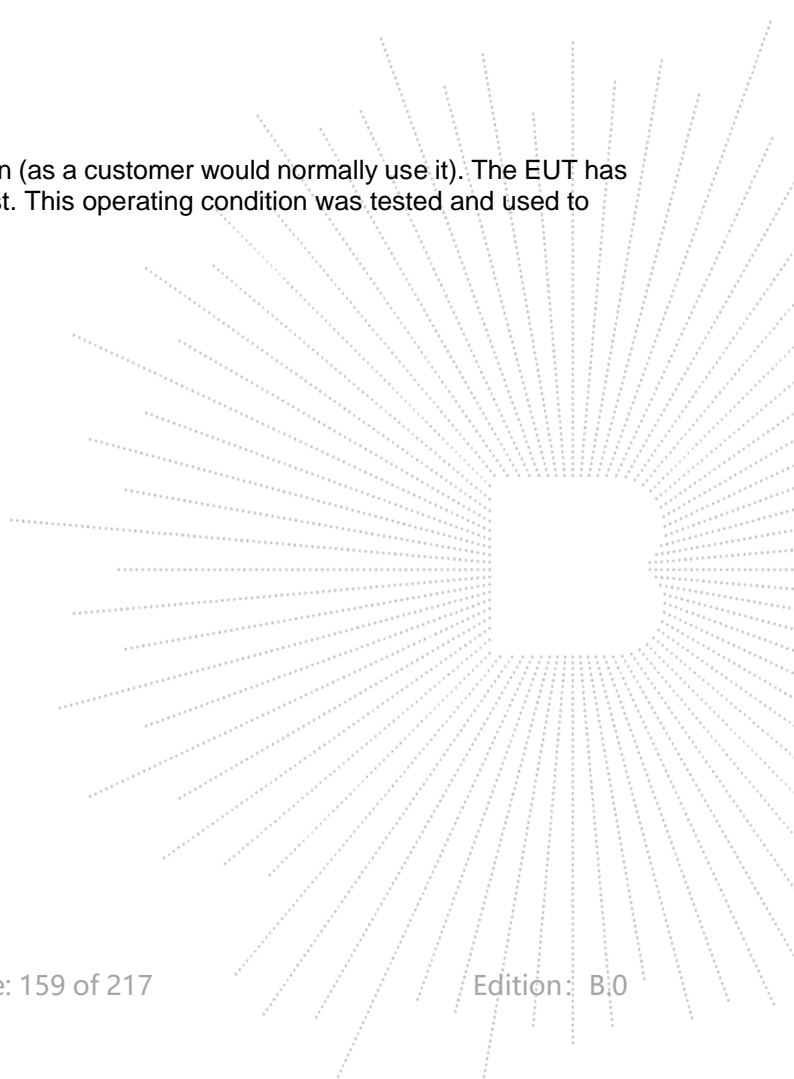 n (as a customer would normally use it). The EUT has
st. This operating condition was tested and used to
e: 159 of 217 Edition: B.0